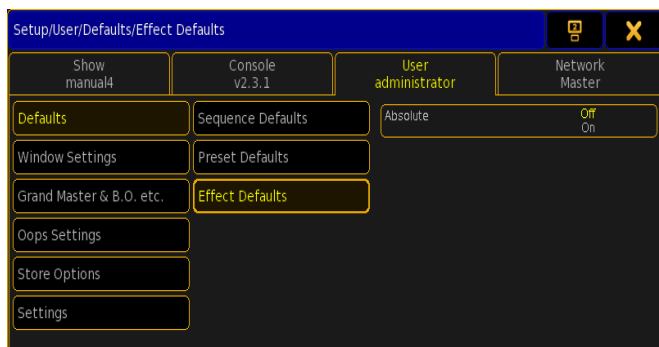 Setup/User/Defaults/Effect Defaults
2
Show
manual4
Console
v2.3.1
User
administrator
Network
Master
Defaults
Sequence Defaults
Absolute
Off
On
Window Settings
Preset Defaults
Grand Master & B.O. etc.
Effect Defaults
Oops Settings
Store Options
Settings